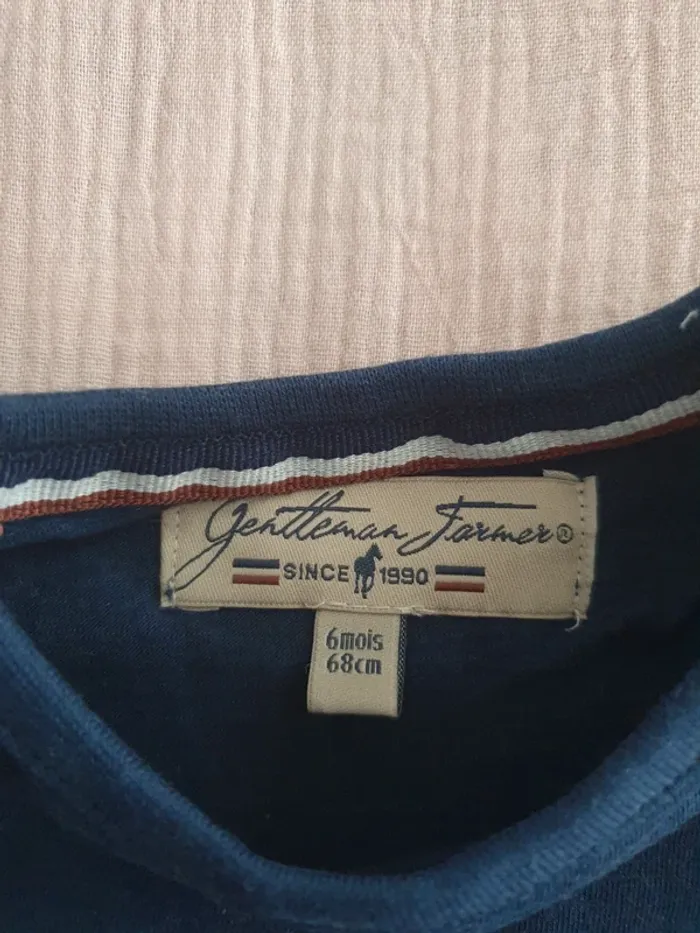 Gentleman Farmer®
SINCE 1990
6mois
68cm